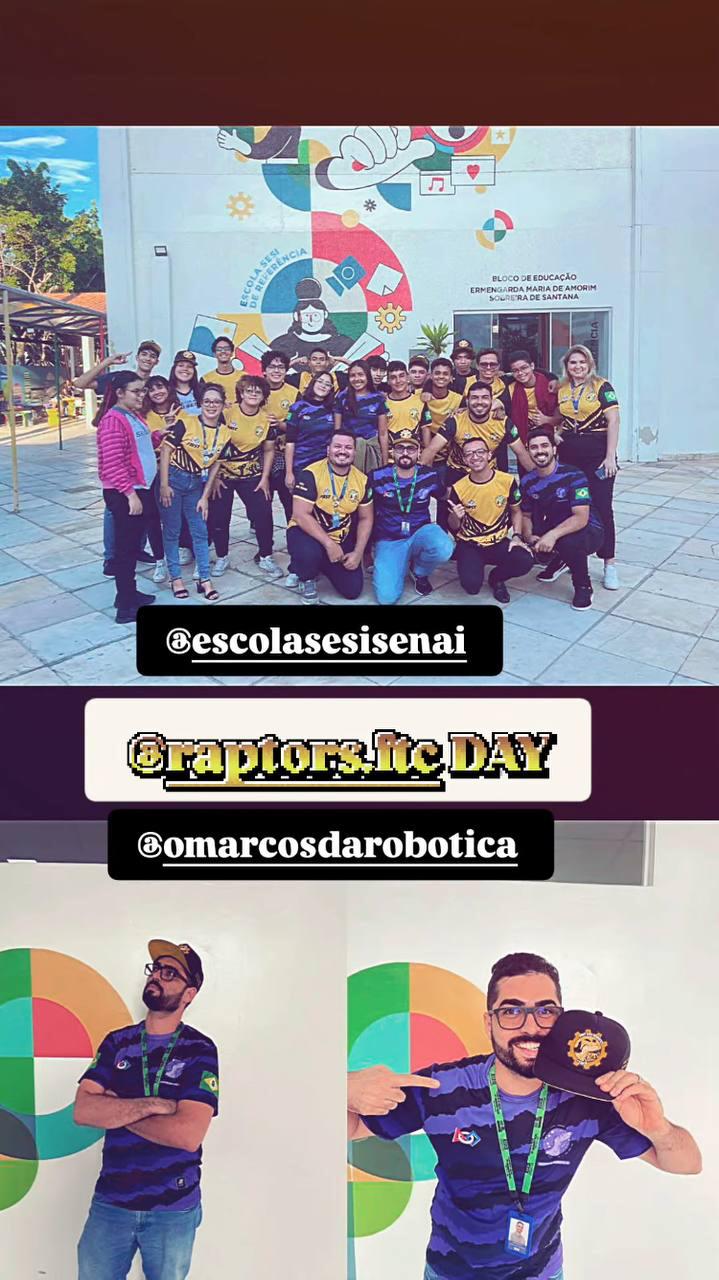 ESCOLA SESI
DE REFERÊNCIA
BLOCO DE EDUCAÇÃO
ERMENGARDA MARIA DE AMORIM
SOBREIRA DE SANTANA
@escolasesisenai
@raptors.ftc DAY
@omarcosdarobotica